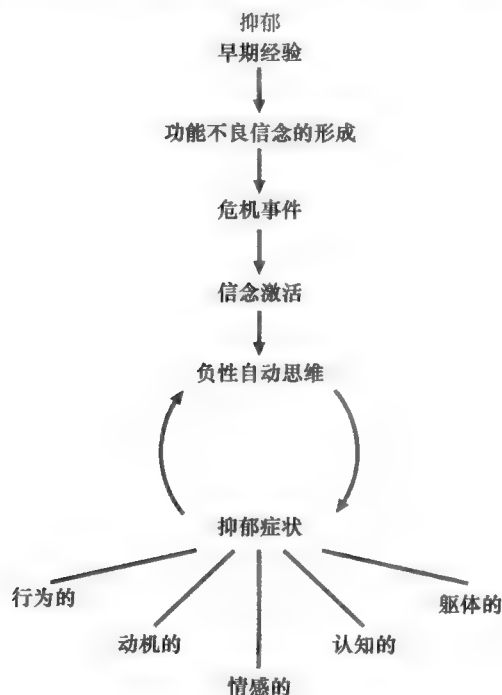 抑郁
早期经验
功能不良信念的形成
危机事件
信念激活
负性自动思维
抑郁症状
行为的
躯体的
动机的
认知的
情感的